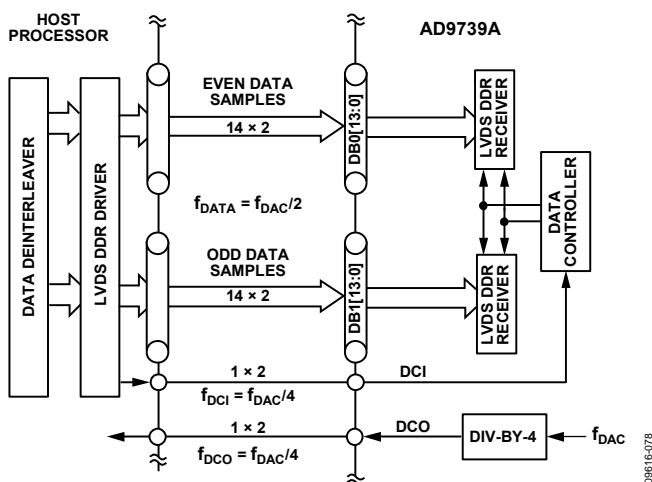 HOST
PROCESSOR
AD9739A
DATA DEINTERLEAVER
LVDS DDR DRIVER
EVEN DATA
SAMPLES
14 × 2
DB0[13:0]
LVDS DDR
RECEIVER
fDATA = fDAC/2
DATA
CONTROLLER
ODD DATA
SAMPLES
14 × 2
DB1[13:0]
LVDS DDR
RECEIVER
1 × 2
DCI
fDCI = fDAC/4
1 × 2
DCO
DIV-BY-4
fDAC
fDCO = fDAC/4
09616-078